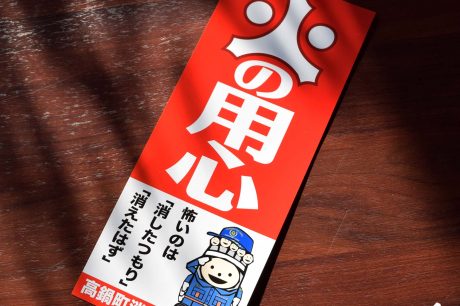 火の用心
怖いのは
「消したつもり」
「消えたはず」
高鍋町消